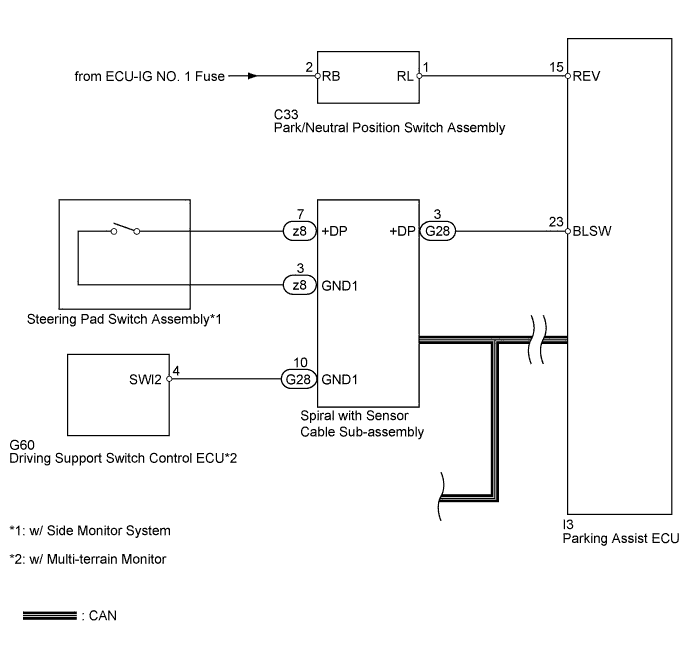 from ECU-IG NO. 1 Fuse
2
RB
RL
1
15
REV
C33
Park/Neutral Position Switch Assembly
7
z8
+DP
+DP
3
G28
23
BLSW
3
z8
GND1
Steering Pad Switch Assembly*1
SWI2
4
10
G28
GND1
Spiral with Sensor
Cable Sub-assembly
G60
Driving Support Switch Control ECU*2
I3
Parking Assist ECU
*1: w/ Side Monitor System
*2: w/ Multi-terrain Monitor
: CAN